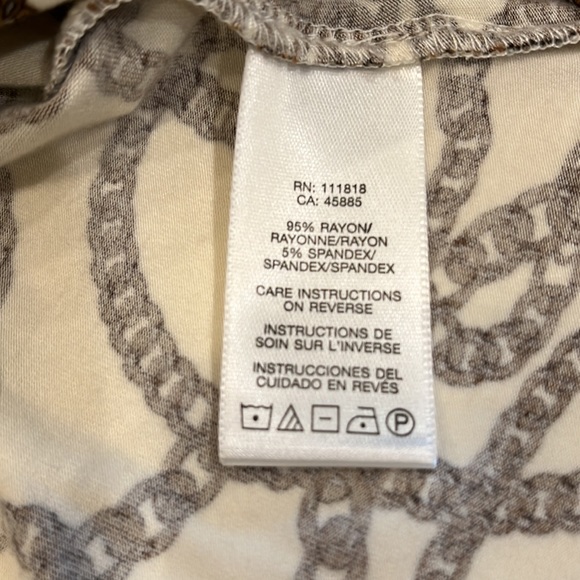 RN: 111818
CA: 45885
95% RAYON/
RAYONNE/RAYON
5% SPANDEX/
SPANDEX/SPANDEX
CARE INSTRUCTIONS
ON REVERSE
INSTRUCTIONS DE
SOIN SUR L'INVERSE
INSTRUCCIONES DEL
CUIDADO EN REVÉS
P